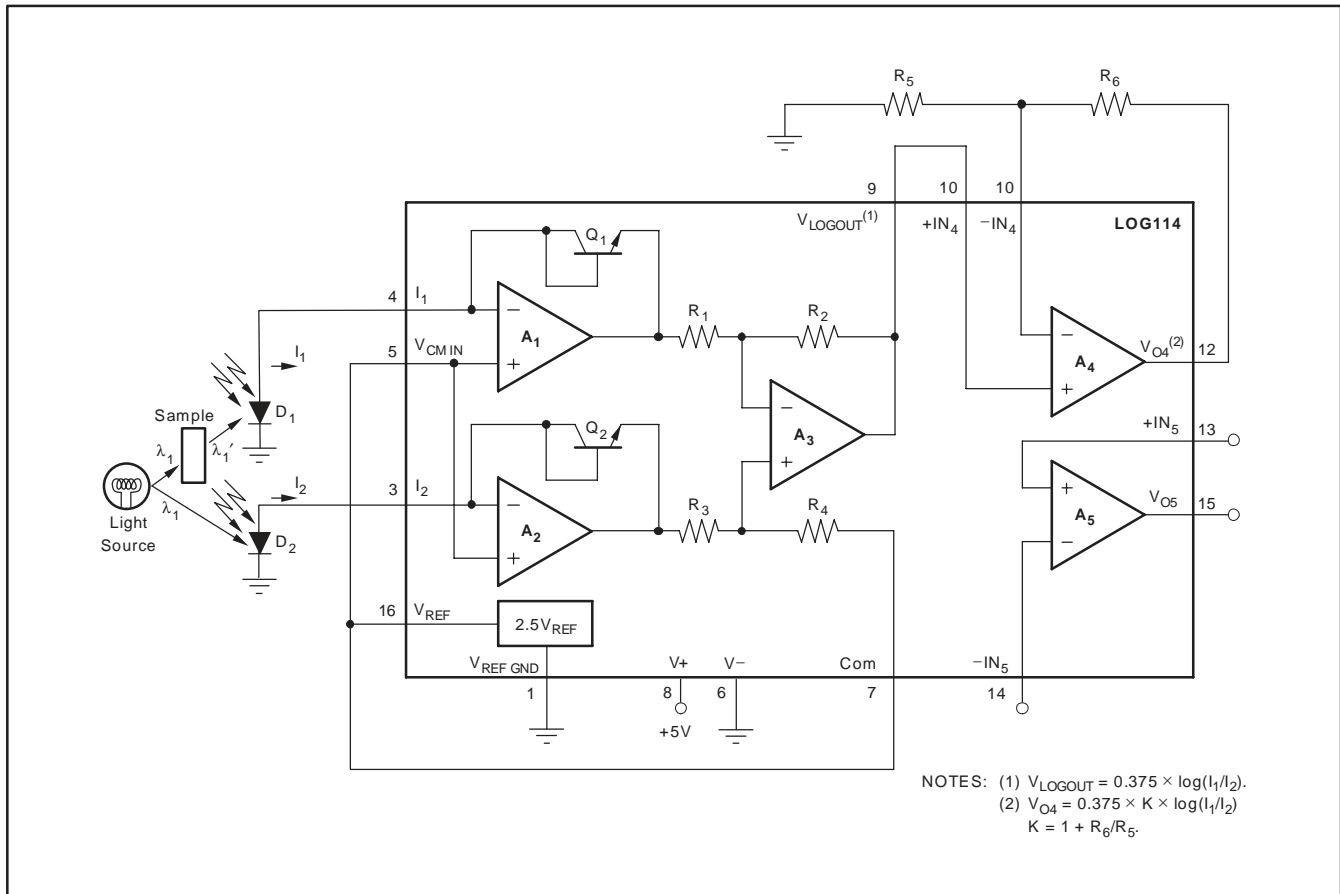 R5
R6
9
10
10
VLOGOUT(1)
+IN4
−IN4
LOG114
Q1
4
I1
R1
R2
A1
VCM IN
5
I1
D1
Sample
λ1
λ1′
Light
Source
λ1
I2
D2
Q2
3
I2
A2
R3
R4
A3
A4
VO4(2)
12
+IN5
13
A5
VO5
15
16
VREF
2.5VREF
VREF GND
V+
V−
Com
−IN5
1
8
6
7
14
+5V
NOTES: (1) VLOGOUT = 0.375 × log(I1/I2).
(2) VO4 = 0.375 × K × log(I1/I2)
K = 1 + R6/R5.